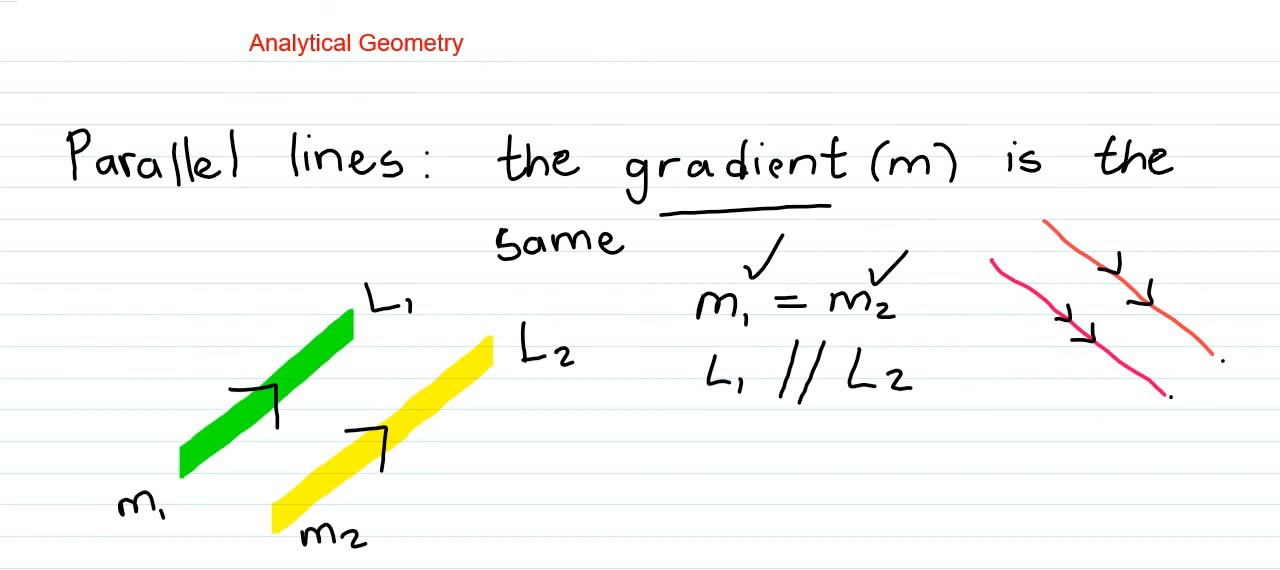 Analytical Geometry
Parallel lines: the gradient (m) is the
same
m₁ = m₂
L₁ // L₂
L₁
L₂
m₁
m₂